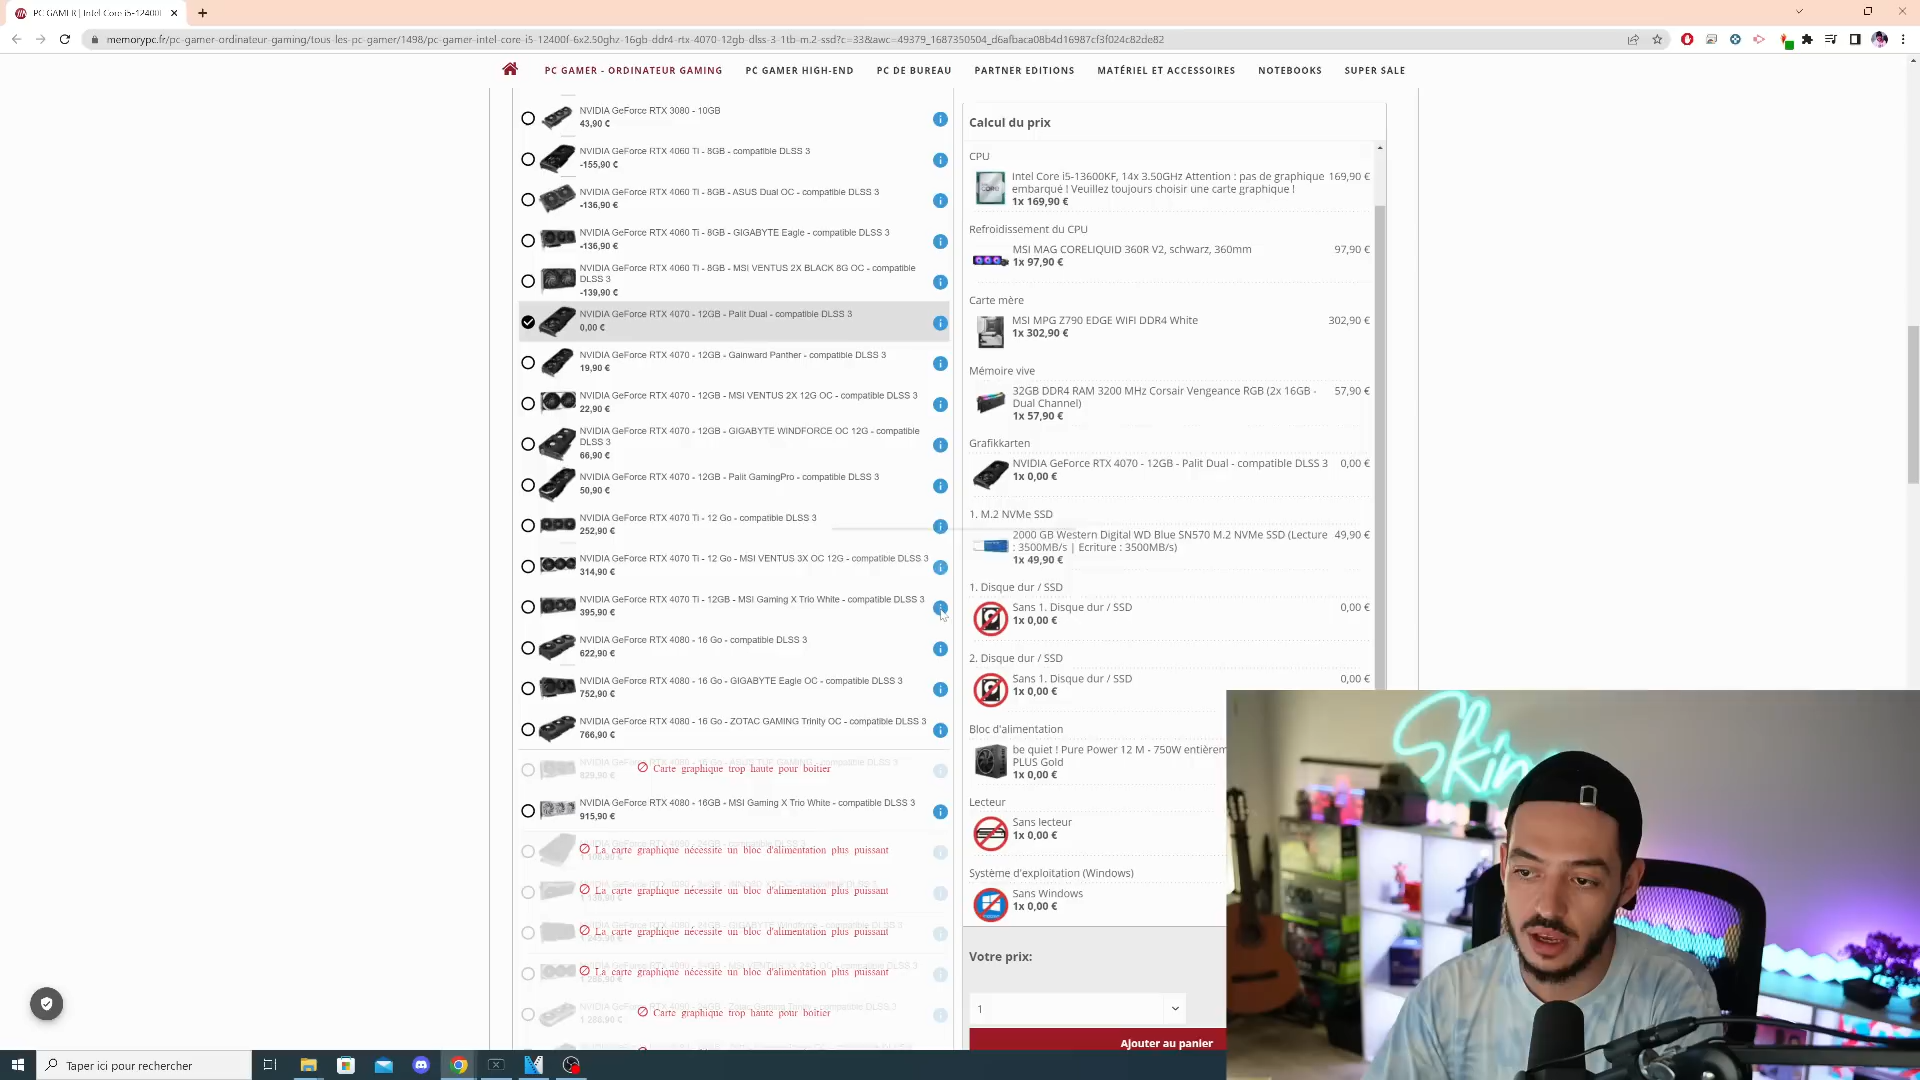 PC GAMER | Intel Core i5-12400f
memorypc.fr/pc-gamer-ordinateur-gaming/tous-les-pc-gamer/1498/pc-gamer-intel-core-i5-12400f-6x2.50ghz-16gb-ddr4-rtx-4070-12gb-dlss-3-1tb-m.2-ssd?c=33&awc=49379_1687350504_d6afbaca08b4d16987cf3f024c82de82
PC GAMER - ORDINATEUR GAMING
PC GAMER HIGH-END
PC DE BUREAU
PARTNER EDITIONS
MATÉRIEL ET ACCESSOIRES
NOTEBOOKS
SUPER SALE
NVIDIA GeForce RTX 3080 - 10GB
43,90 €
NVIDIA GeForce RTX 4060 Ti - 8GB - compatible DLSS 3
-155,90 €
NVIDIA GeForce RTX 4060 Ti - 8GB - ASUS Dual OC - compatible DLSS 3
-136,90 €
NVIDIA GeForce RTX 4060 Ti - 8GB - GIGABYTE Eagle - compatible DLSS 3
-136,90 €
NVIDIA GeForce RTX 4060 Ti - 8GB - MSI VENTUS 2X BLACK 8G OC - compatible
DLSS 3
-139,90 €
NVIDIA GeForce RTX 4070 - 12GB - Palit Dual - compatible DLSS 3
0,00 €
NVIDIA GeForce RTX 4070 - 12GB - Gainward Panther - compatible DLSS 3
19,90 €
NVIDIA GeForce RTX 4070 - 12GB - MSI VENTUS 2X 12G OC - compatible DLSS 3
22,90 €
NVIDIA GeForce RTX 4070 - 12GB - GIGABYTE WINDFORCE OC 12G - compatible
DLSS 3
66,90 €
NVIDIA GeForce RTX 4070 - 12GB - Palit GamingPro - compatible DLSS 3
50,90 €
NVIDIA GeForce RTX 4070 Ti - 12 Go - compatible DLSS 3
252,90 €
NVIDIA GeForce RTX 4070 Ti - 12 Go - MSI VENTUS 3X OC 12G - compatible DLSS 3
314,90 €
NVIDIA GeForce RTX 4070 Ti - 12GB - MSI Gaming X Trio White - compatible DLSS 3
395,90 €
NVIDIA GeForce RTX 4080 - 16 Go - compatible DLSS 3
622,90 €
NVIDIA GeForce RTX 4080 - 16 Go - GIGABYTE Eagle OC - compatible DLSS 3
752,90 €
NVIDIA GeForce RTX 4080 - 16 Go - ZOTAC GAMING Trinity OC - compatible DLSS 3
766,90 €
Carte graphique trop haute pour boitier
NVIDIA GeForce RTX 4080 - 16GB - MSI Gaming X Trio White - compatible DLSS 3
915,90 €
La carte graphique nécessite un bloc d'alimentation plus puissant
La carte graphique nécessite un bloc d'alimentation plus puissant
La carte graphique nécessite un bloc d'alimentation plus puissant
La carte graphique nécessite un bloc d'alimentation plus puissant
Carte graphique trop haute pour boitier
Calcul du prix
CPU
Intel Core i5-13600KF, 14x 3.50GHz Attention : pas de graphique 169,90 €
embarqué ! Veuillez toujours choisir une carte graphique !
1x 169,90 €
Refroidissement du CPU
MSI MAG CORELIQUID 360R V2, schwarz, 360mm 97,90 €
1x 97,90 €
Carte mère
MSI MPG Z790 EDGE WIFI DDR4 White 302,90 €
1x 302,90 €
Mémoire vive
32GB DDR4 RAM 3200 MHz Corsair Vengeance RGB (2x 16GB - 57,90 €
Dual Channel)
1x 57,90 €
Grafikkarten
NVIDIA GeForce RTX 4070 - 12GB - Palit Dual - compatible DLSS 3 0,00 €
1x 0,00 €
1. M.2 NVMe SSD
2000 GB Western Digital WD Blue SN570 M.2 NVMe SSD (Lecture 49,90 €
: 3500MB/s | Ecriture : 3500MB/s)
1x 49,90 €
1. Disque dur / SSD
Sans 1. Disque dur / SSD 0,00 €
1x 0,00 €
2. Disque dur / SSD
Sans 1. Disque dur / SSD 0,00 €
1x 0,00 €
Bloc d'alimentation
be quiet ! Pure Power 12 M - 750W entièrem
PLUS Gold
1x 0,00 €
Lecteur
Sans lecteur
1x 0,00 €
Système d'exploitation (Windows)
Sans Windows
1x 0,00 €
Votre prix:
1
Ajouter au panier
Taper ici pour rechercher